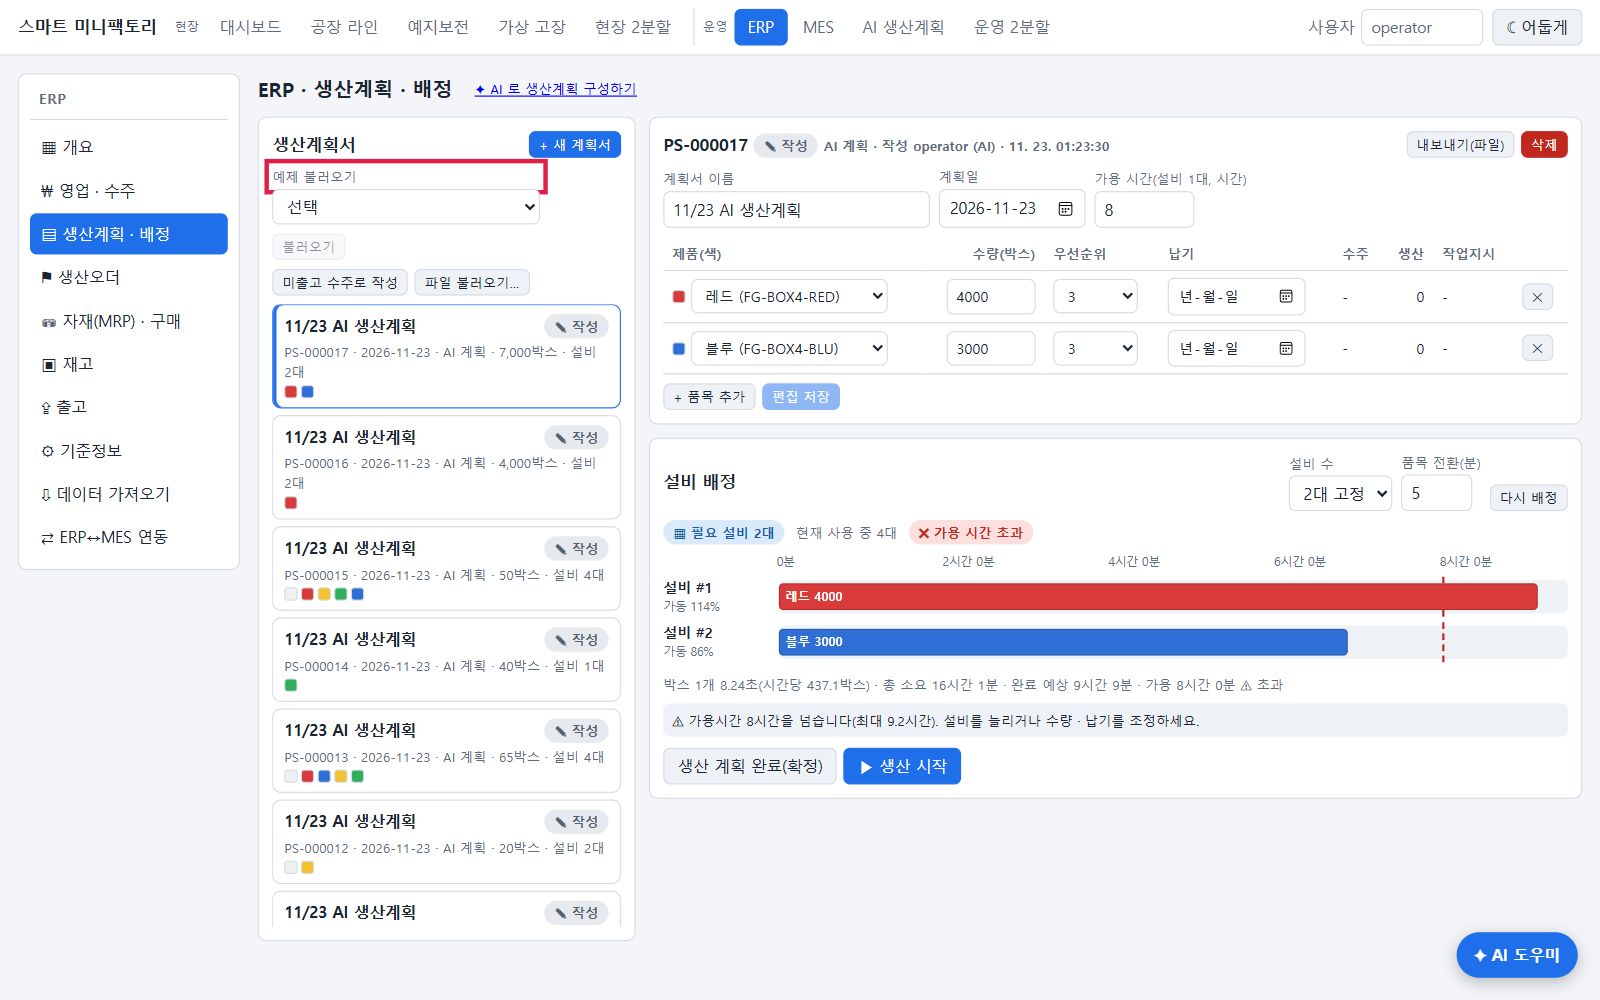 스마트 미니팩토리 현장 대시보드 공장 라인 예지보전 가상 고장 현장 2분할 운영 ERP MES AI 생산계획 운영 2분할 사용자 operator ☾ 어둡게
ERP
▦ 개요
₩ 영업 · 수주
▤ 생산계획 · 배정
⚑ 생산오더
자재(MRP) · 구매
▣ 재고
⇪ 출고
⚙ 기준정보
⇩ 데이터 가져오기
⇄ ERP↔MES 연동
ERP · 생산계획 · 배정 ✦ AI 로 생산계획 구성하기
생산계획서 + 새 계획서
예제 불러오기
선택
불러오기
미출고 수주로 작성 파일 불러오기...
11/23 AI 생산계획 ✎ 작성
PS-000017 · 2026-11-23 · AI 계획 · 7,000박스 · 설비
2대
11/23 AI 생산계획 ✎ 작성
PS-000016 · 2026-11-23 · AI 계획 · 4,000박스 · 설비
2대
11/23 AI 생산계획 ✎ 작성
PS-000015 · 2026-11-23 · AI 계획 · 50박스 · 설비 4대
11/23 AI 생산계획 ✎ 작성
PS-000014 · 2026-11-23 · AI 계획 · 40박스 · 설비 1대
11/23 AI 생산계획 ✎ 작성
PS-000013 · 2026-11-23 · AI 계획 · 65박스 · 설비 4대
11/23 AI 생산계획 ✎ 작성
PS-000012 · 2026-11-23 · AI 계획 · 20박스 · 설비 2대
11/23 AI 생산계획 ✎ 작성
PS-000017 ✎ 작성 AI 계획 · 작성 operator (AI) · 11. 23. 01:23:30 내보내기(파일) 삭제
계획서 이름 계획일 가용 시간(설비 1대, 시간)
11/23 AI 생산계획 2026-11-23 8
제품(색) 수량(박스) 우선순위 납기 수주 생산 작업지시
레드 (FG-BOX4-RED) 4000 3 년-월-일 - 0 - ×
블루 (FG-BOX4-BLU) 3000 3 년-월-일 - 0 - ×
+ 품목 추가 편집 저장
설비 배정
설비 수 품목 전환(분)
2대 고정 5 다시 배정
▦ 필요 설비 2대 현재 사용 중 4대 ✕ 가용 시간 초과
0분 2시간 0분 4시간 0분 6시간 0분 8시간 0분
설비 #1
가동 114%
레드 4000
설비 #2
가동 86%
블루 3000
박스 1개 8.24초(시간당 437.1박스) · 총 소요 16시간 1분 · 완료 예상 9시간 9분 · 가용 8시간 0분 ⚠ 초과
⚠ 가용시간 8시간을 넘습니다(최대 9.2시간). 설비를 늘리거나 수량 · 납기를 조정하세요.
생산 계획 완료(확정) ▶ 생산 시작
✦ AI 도우미